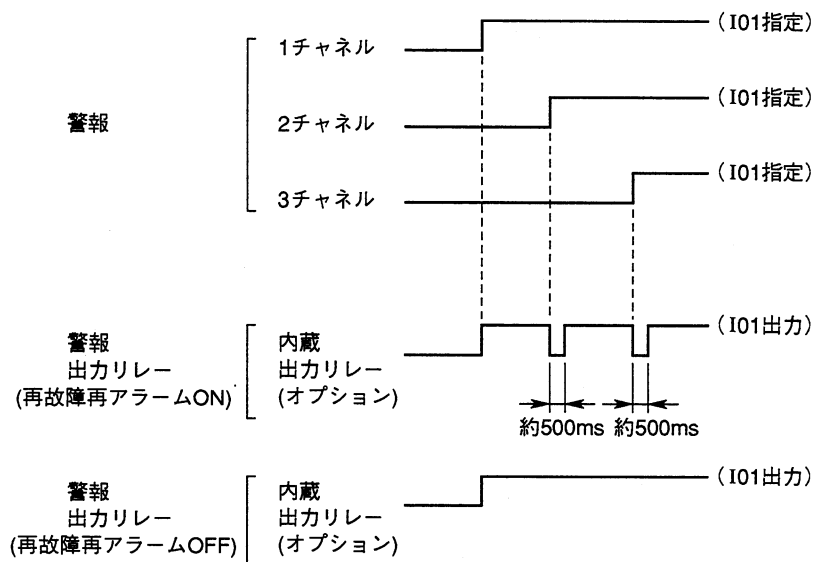 1チャネル
(I01指定)
警報
2チャネル
(I01指定)
3チャネル
(I01指定)
警報
出力リレー
(再故障再アラームON)
内蔵
出力リレー
(オプション)
(I01出力)
約500ms
約500ms
警報
出力リレー
(再故障再アラームOFF)
内蔵
出力リレー
(オプション)
(I01出力)